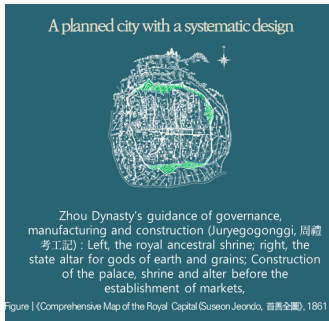 A planned city with a systematic design
Zhou Dynasty's guidance of governance,
manufacturing and construction (Juryegogonggi, 周禮
考工記) : Left, the royal ancestral shrine; right, the
state altar for gods of earth and grains; Construction
of the palace, shrine and alter before the
establishment of markets,
Figure | 《Comprehensive Map of the Royal Capital (Suseon Jeondo, 首善全圖)》, 1861